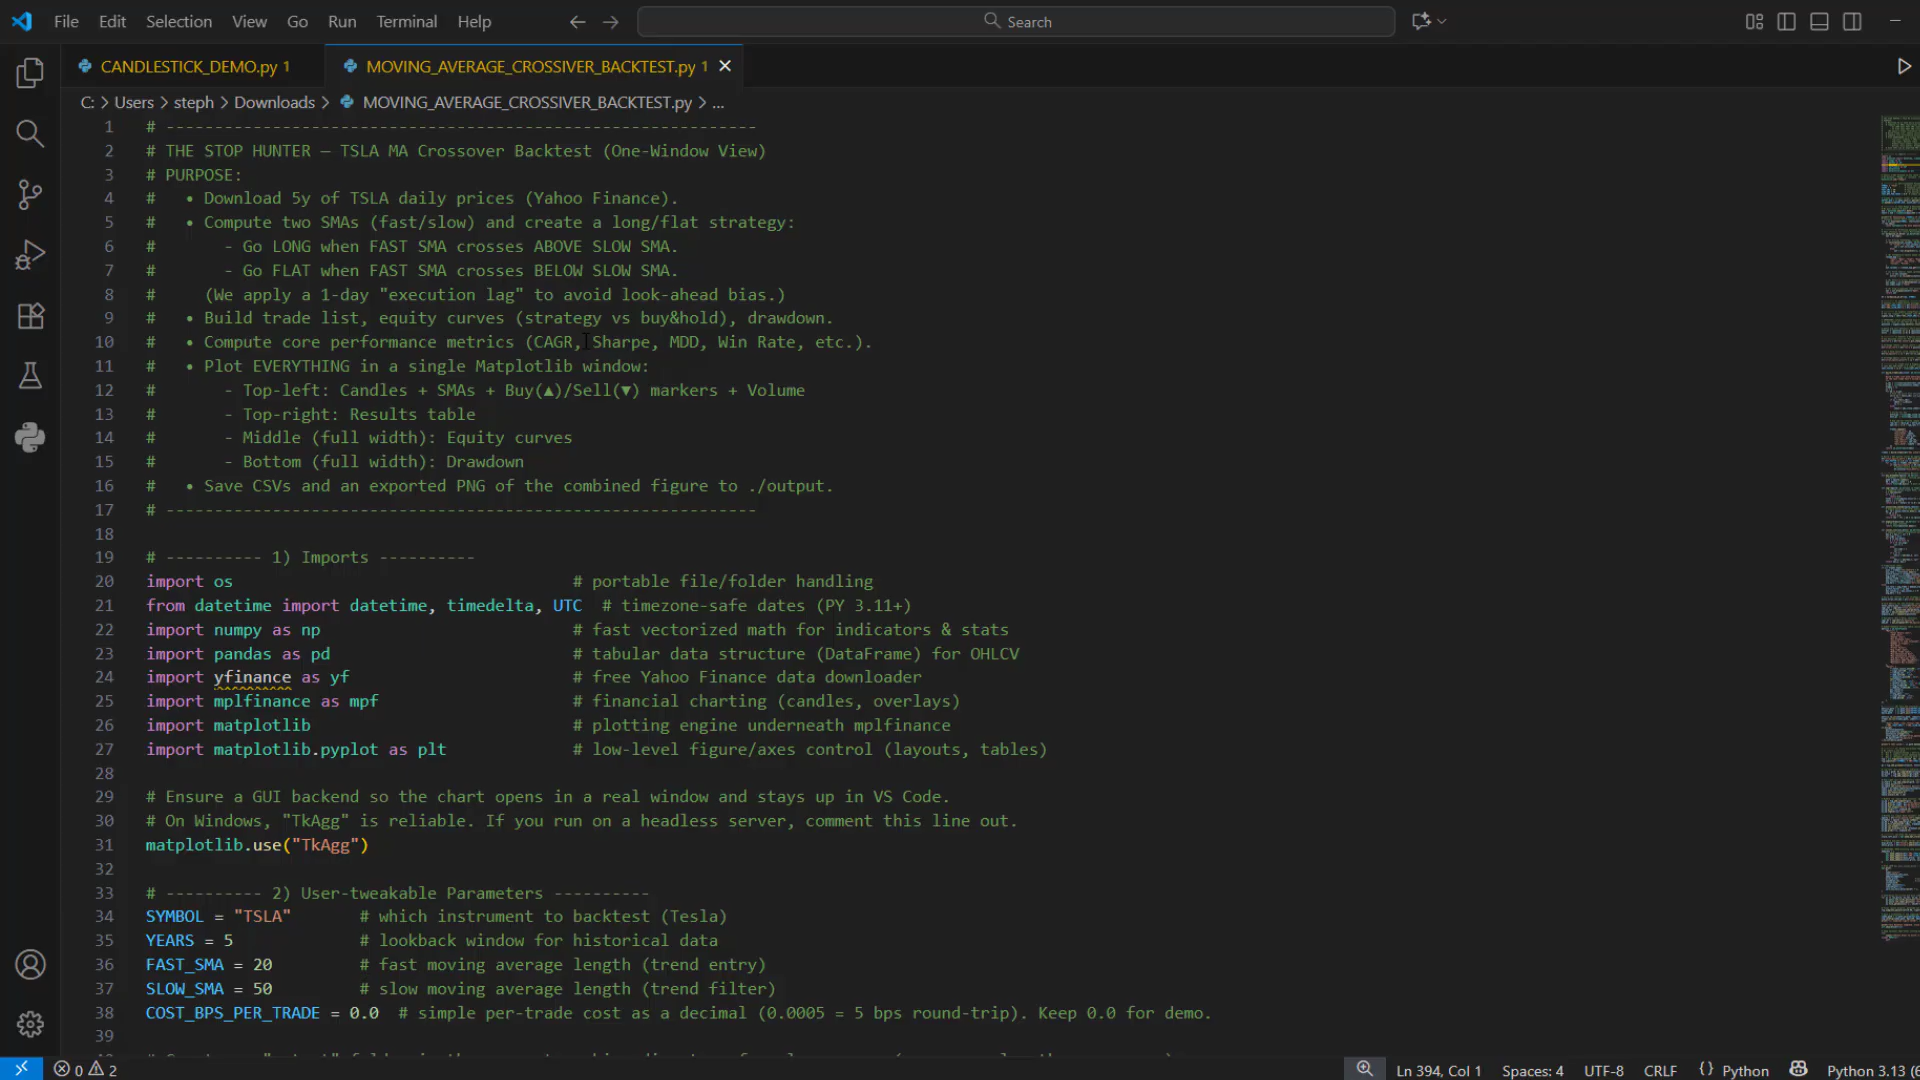 File Edit Selection View Go Run Terminal Help
Search
CANDLESTICK_DEMO.py 1
MOVING_AVERAGE_CROSSIVER_BACKTEST.py 1
C: > Users > steph > Downloads > MOVING_AVERAGE_CROSSIVER_BACKTEST.py > ...
1 # -------------------------------------------------------------
2 # THE STOP HUNTER — TSLA MA Crossover Backtest (One-Window View)
3 # PURPOSE:
4 #   • Download 5y of TSLA daily prices (Yahoo Finance).
5 #   • Compute two SMAs (fast/slow) and create a long/flat strategy:
6 #       - Go LONG when FAST SMA crosses ABOVE SLOW SMA.
7 #       - Go FLAT when FAST SMA crosses BELOW SLOW SMA.
8 #     (We apply a 1-day "execution lag" to avoid look-ahead bias.)
9 #   • Build trade list, equity curves (strategy vs buy&hold), drawdown.
10 #   • Compute core performance metrics (CAGR, Sharpe, MDD, Win Rate, etc.).
11 #   • Plot EVERYTHING in a single Matplotlib window:
12 #       - Top-left: Candles + SMAs + Buy(▲)/Sell(▼) markers + Volume
13 #       - Top-right: Results table
14 #       - Middle (full width): Equity curves
15 #       - Bottom (full width): Drawdown
16 #   • Save CSVs and an exported PNG of the combined figure to ./output.
17 # -------------------------------------------------------------
18
19 # ---------- 1) Imports ----------
20 import os                                   # portable file/folder handling
21 from datetime import datetime, timedelta, UTC  # timezone-safe dates (PY 3.11+)
22 import numpy as np                          # fast vectorized math for indicators & stats
23 import pandas as pd                         # tabular data structure (DataFrame) for OHLCV
24 import yfinance as yf                       # free Yahoo Finance data downloader
25 import mplfinance as mpf                    # financial charting (candles, overlays)
26 import matplotlib                           # plotting engine underneath mplfinance
27 import matplotlib.pyplot as plt             # low-level figure/axes control (layouts, tables)
28
29 # Ensure a GUI backend so the chart opens in a real window and stays up in VS Code.
30 # On Windows, "TkAgg" is reliable. If you run on a headless server, comment this line out.
31 matplotlib.use("TkAgg")
32
33 # ---------- 2) User-tweakable Parameters ----------
34 SYMBOL = "TSLA"       # which instrument to backtest (Tesla)
35 YEARS = 5             # lookback window for historical data
36 FAST_SMA = 20         # fast moving average length (trend entry)
37 SLOW_SMA = 50         # slow moving average length (trend filter)
38 COST_BPS_PER_TRADE = 0.0  # simple per-trade cost as a decimal (0.0005 = 5 bps round-trip). Keep 0.0 for demo.
39
0 2 Ln 394, Col 1 Spaces: 4 UTF-8 CRLF {} Python Python 3.13